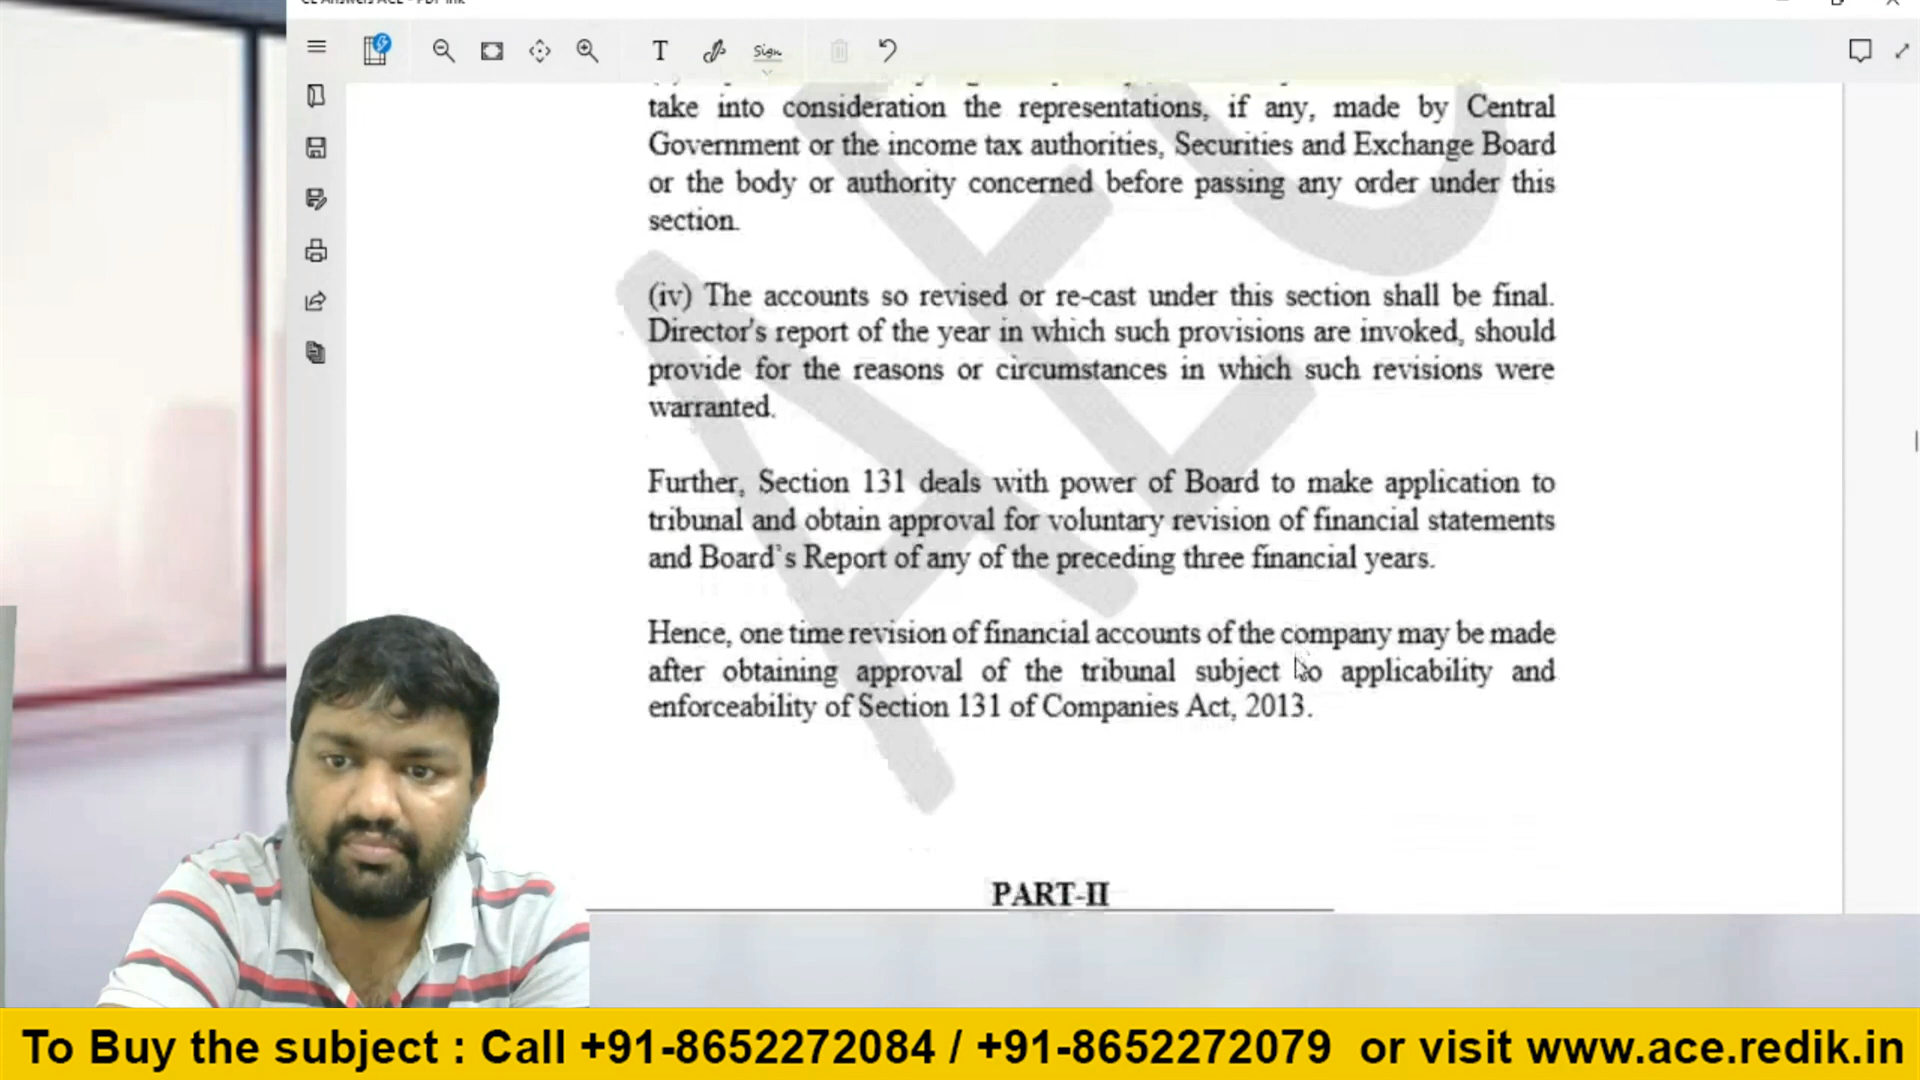 take into consideration the representations, if any, made by Central
Government or the income tax authorities, Securities and Exchange Board
or the body or authority concerned before passing any order under this
section.
(iv) The accounts so revised or re-cast under this section shall be final.
Director's report of the year in which such provisions are invoked, should
provide for the reasons or circumstances in which such revisions were
warranted.
Further, Section 131 deals with power of Board to make application to
tribunal and obtain approval for voluntary revision of financial statements
and Board's Report of any of the preceding three financial years.
Hence, one time revision of financial accounts of the company may be made
after obtaining approval of the tribunal subject to applicability and
enforceability of Section 131 of Companies Act, 2013.
PART-II
T
Sign
To Buy the subject : Call +91-8652272084 / +91-8652272079 or visit www.ace.redik.in